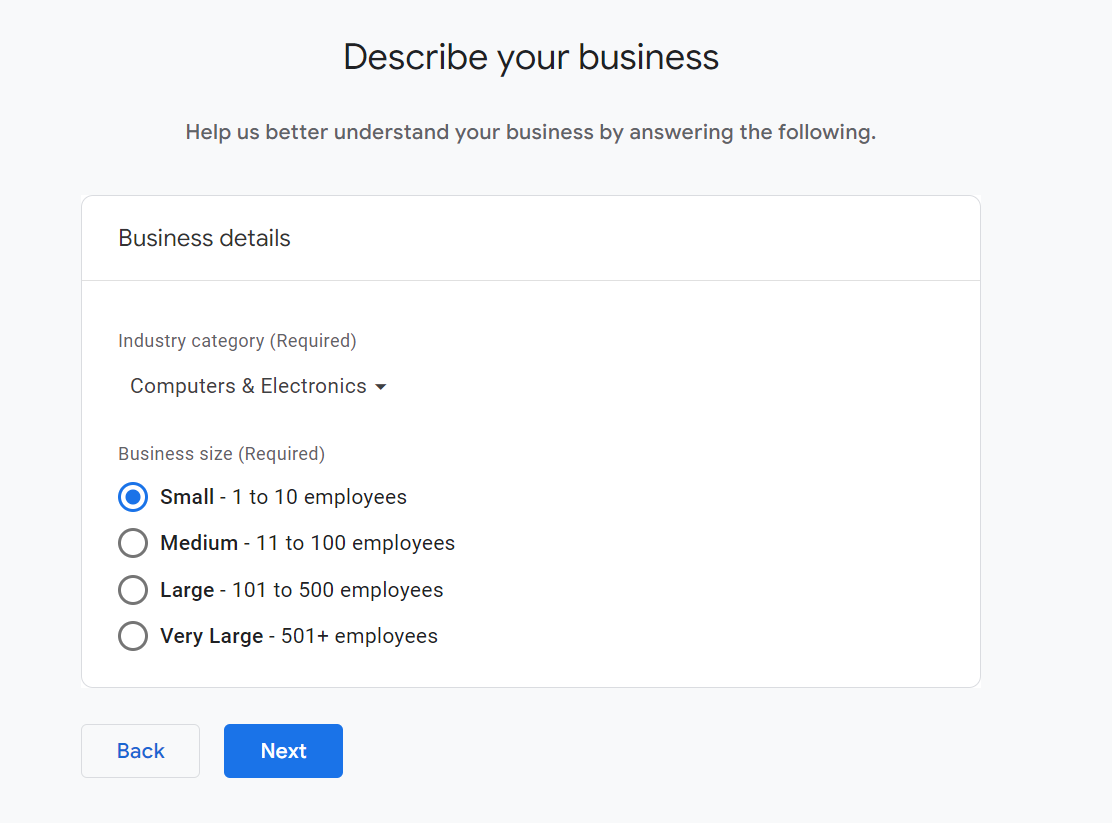 Describe your business
Help us better understand your business by answering the following.
Business details
Industry category (Required)
Computers & Electronics
Business size (Required)
Small - 1 to 10 employees
Medium - 11 to 100 employees
Large - 101 to 500 employees
Very Large - 501+ employees
Back
Next